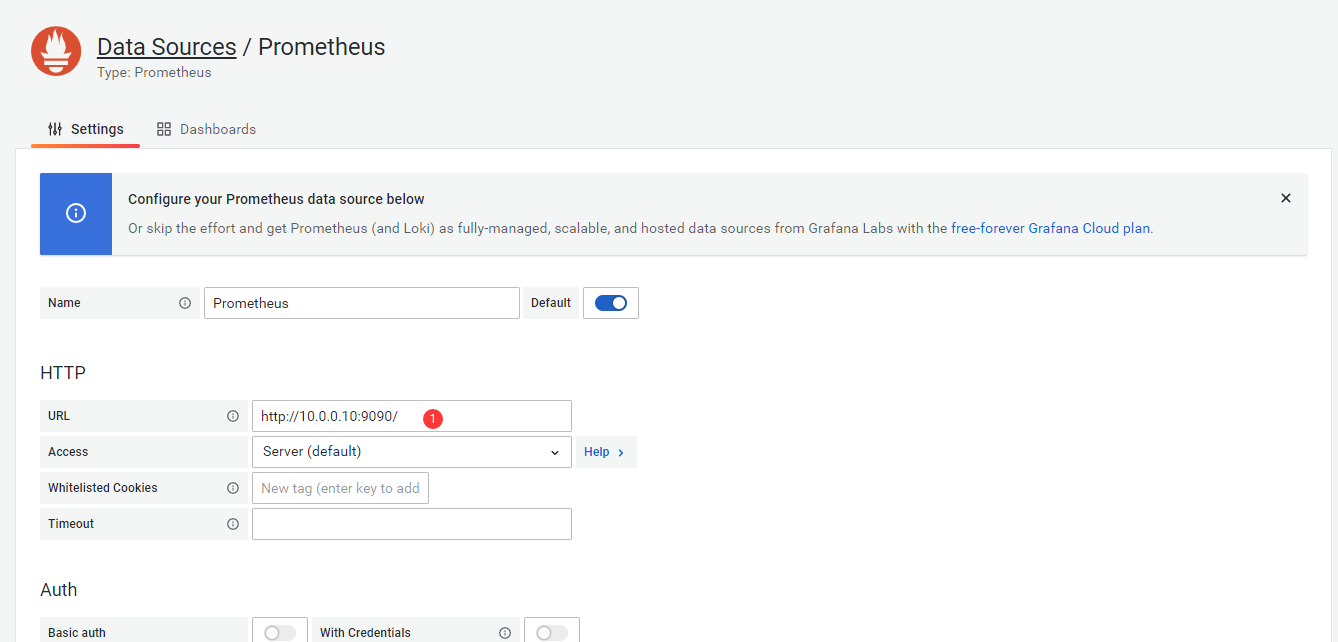 Data Sources / Prometheus
Type: Prometheus
Settings Dashboards
Configure your Prometheus data source below
Or skip the effort and get Prometheus (and Loki) as fully-managed, scalable, and hosted data sources from Grafana Labs with the free-forever Grafana Cloud plan.
Name Prometheus Default
HTTP
URL http://10.0.0.10:9090/ 1
Access Server (default) Help
Whitelisted Cookies New tag (enter key to add
Timeout
Auth
Basic auth With Credentials